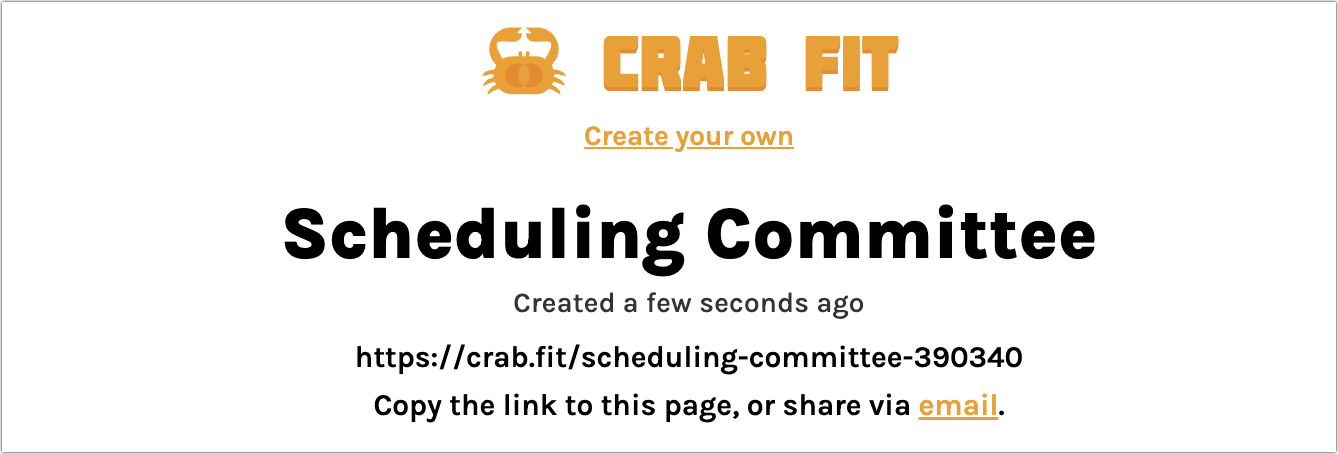 CRAB FIT
Create your own
Scheduling Committee
Created a few seconds ago
https://crab.fit/scheduling-committee-390340
Copy the link to this page, or share via email.